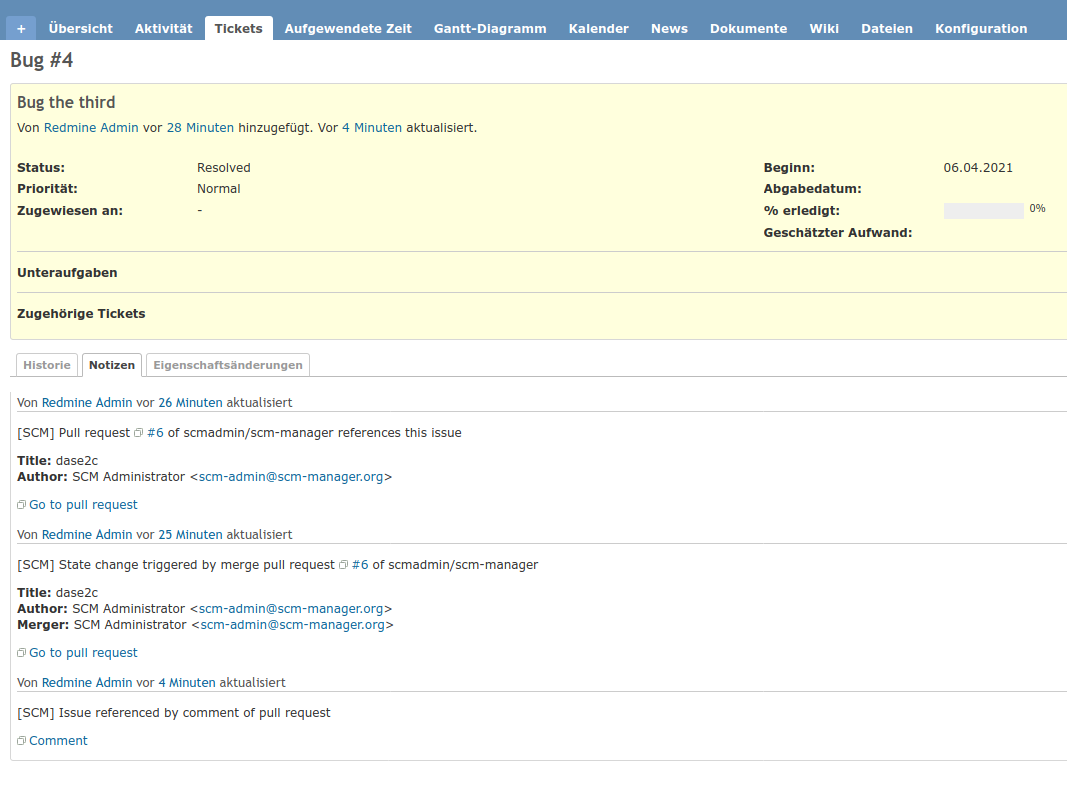 + Übersicht Aktivität Tickets Aufgewendete Zeit Gantt-Diagramm Kalender News Dokumente Wiki Dateien Konfiguration
Bug #4
Bug the third
Von Redmine Admin vor 28 Minuten hinzugefügt. Vor 4 Minuten aktualisiert.
Status: Resolved Beginn: 06.04.2021
Priorität: Normal Abgabedatum:
Zugewiesen an: - % erledigt: 0%
Geschätzter Aufwand:
Unteraufgaben
Zugehörige Tickets
Historie Notizen Eigenschaftsänderungen
Von Redmine Admin vor 26 Minuten aktualisiert
[SCM] Pull request #6 of scmadmin/scm-manager references this issue
Title: dase2c
Author: SCM Administrator <scm-admin@scm-manager.org>
Go to pull request
Von Redmine Admin vor 25 Minuten aktualisiert
[SCM] State change triggered by merge pull request #6 of scmadmin/scm-manager
Title: dase2c
Author: SCM Administrator <scm-admin@scm-manager.org>
Merger: SCM Administrator <scm-admin@scm-manager.org>
Go to pull request
Von Redmine Admin vor 4 Minuten aktualisiert
[SCM] Issue referenced by comment of pull request
Comment